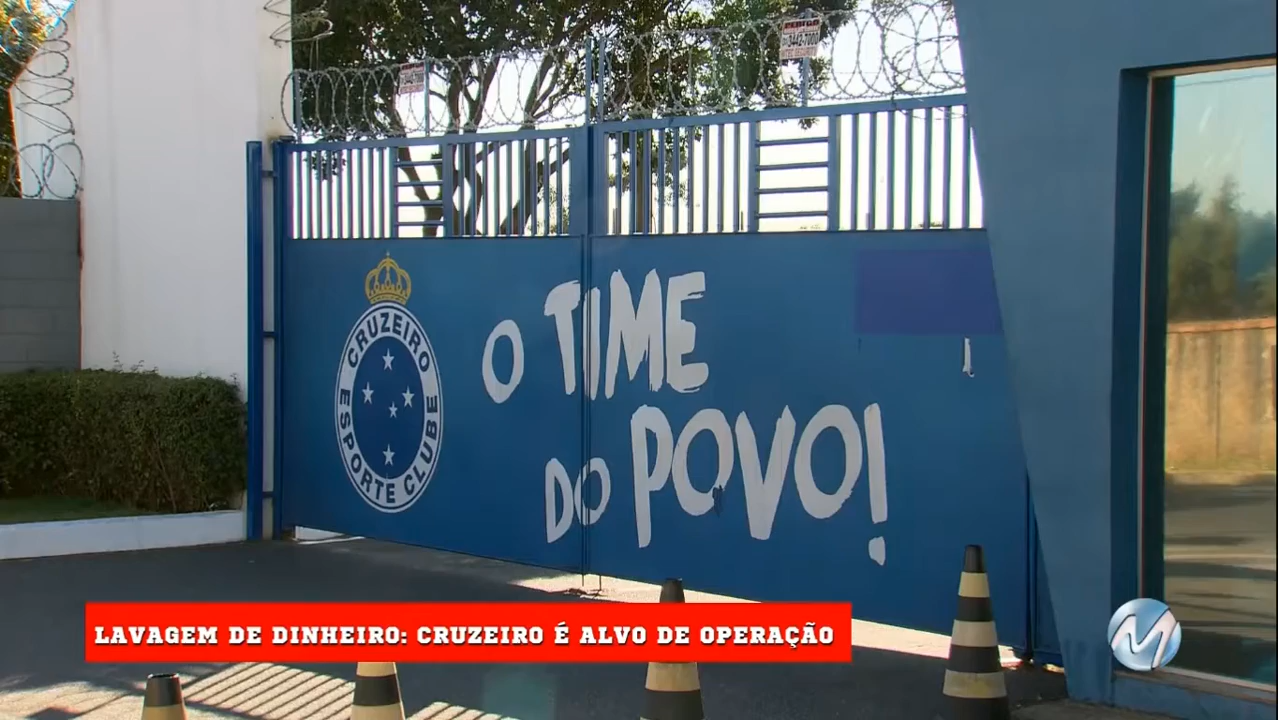 CRUZEIRO
ESPORTE CLUBE
O TIME
DO POVO!
LAVAGEM DE DINHEIRO: CRUZEIRO É ALVO DE OPERAÇÃO
M